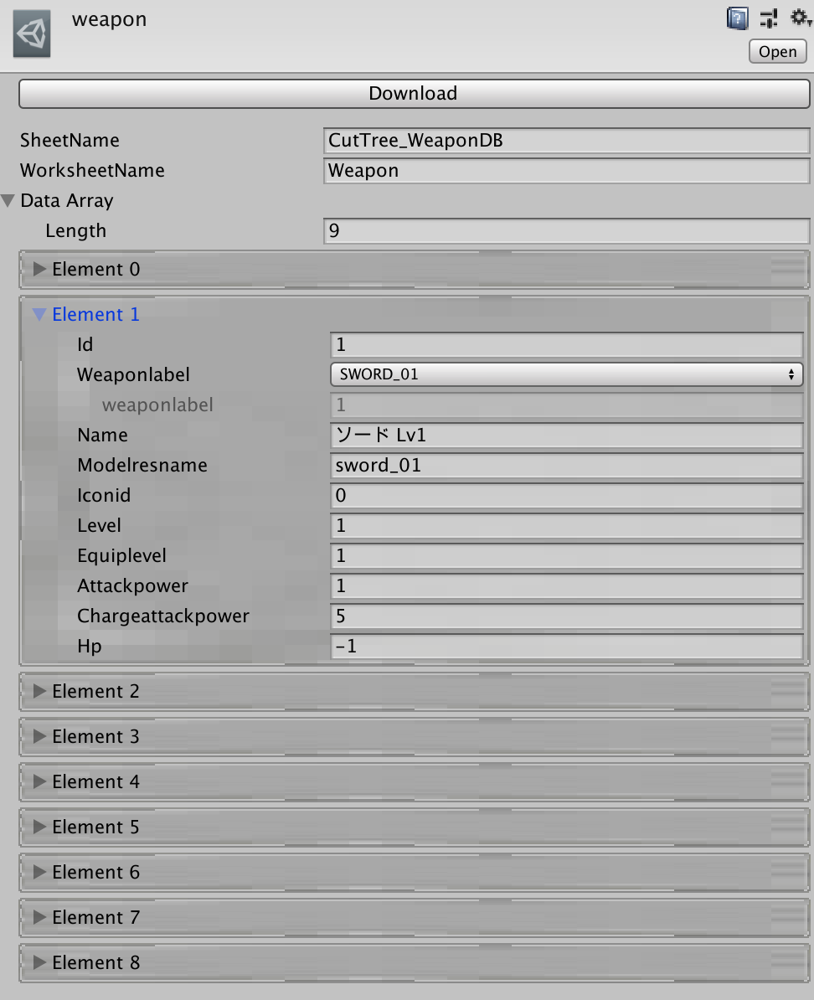 weapon
Open
Download
SheetName CutTree_WeaponDB
WorksheetName Weapon
Data Array
Length 9
Element 0
Element 1
Id 1
Weaponlabel SWORD_01
weaponlabel 1
Name ソード Lv1
Modelresname sword_01
Iconid 0
Level 1
Equiplevel 1
Attackpower 1
Chargeattackpower 5
Hp -1
Element 2
Element 3
Element 4
Element 5
Element 6
Element 7
Element 8